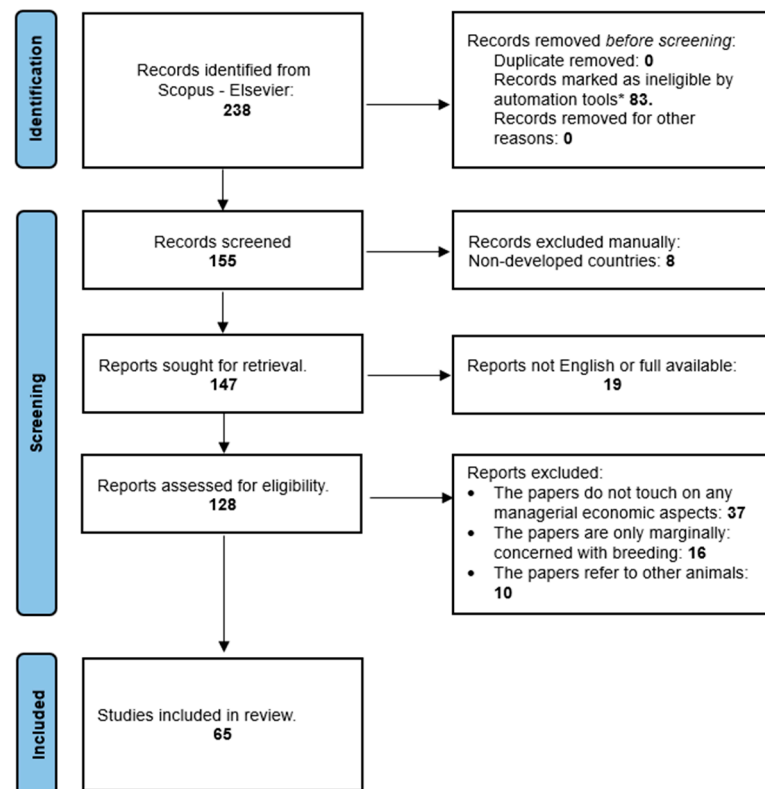 Identification
Records identified from
Scopus - Elsevier:
238
Records removed before screening:
Duplicate removed: 0
Records marked as ineligible by
automation tools* 83.
Records removed for other
reasons: 0
Screening
Records screened
155
Records excluded manually:
Non-developed countries: 8
Reports sought for retrieval.
147
Reports not English or full available:
19
Reports assessed for eligibility.
128
Reports excluded:
• The papers do not touch on any
managerial economic aspects: 37
• The papers are only marginally:
concerned with breeding: 16
• The papers refer to other animals:
10
Included
Studies included in review.
65